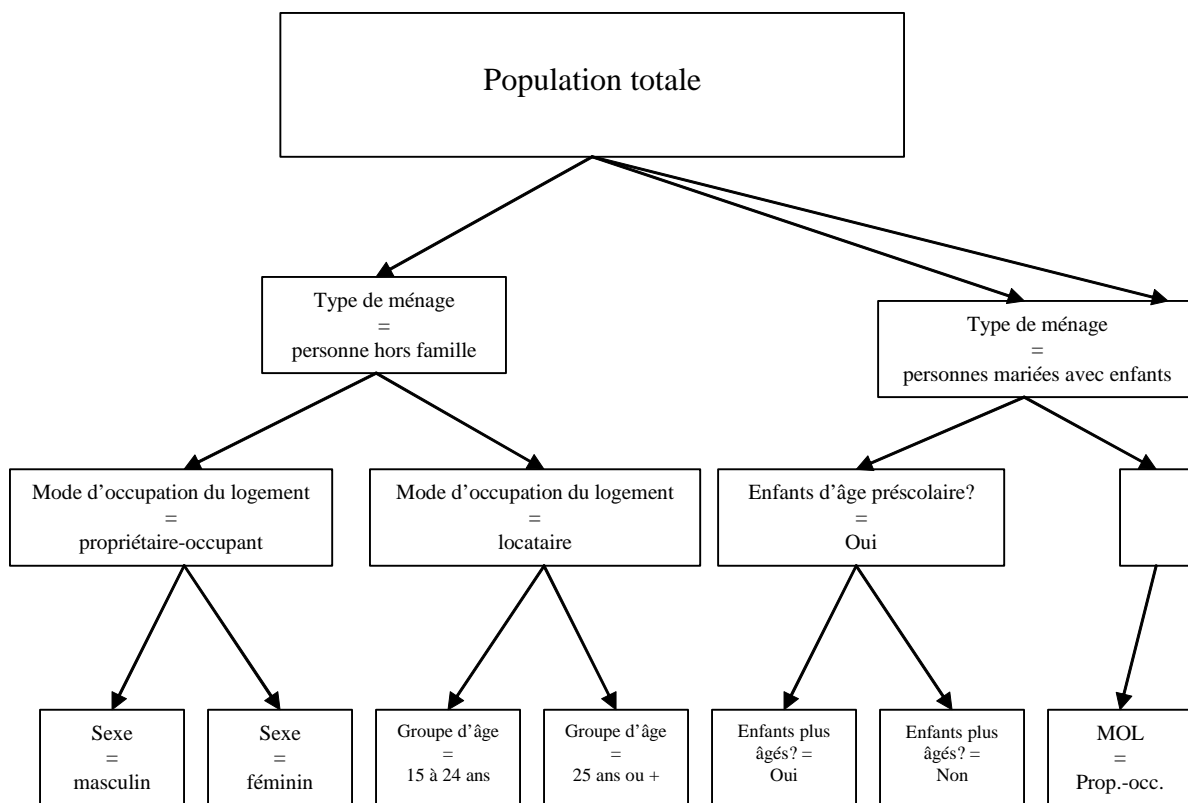 Population totale
Type de ménage
=
personne hors famille
Type de ménage
=
personnes mariées avec enfants
Mode d’occupation du logement
=
propriétaire-occupant
Mode d’occupation du logement
=
locataire
Enfants d’âge préscolaire?
=
Oui
Sexe
=
masculin
Sexe
=
féminin
Groupe d’âge
=
15 à 24 ans
Groupe d’âge
=
25 ans ou +
Enfants plus
âgés? =
Oui
Enfants plus
âgés? =
Non
MOL
=
Prop.-occ.